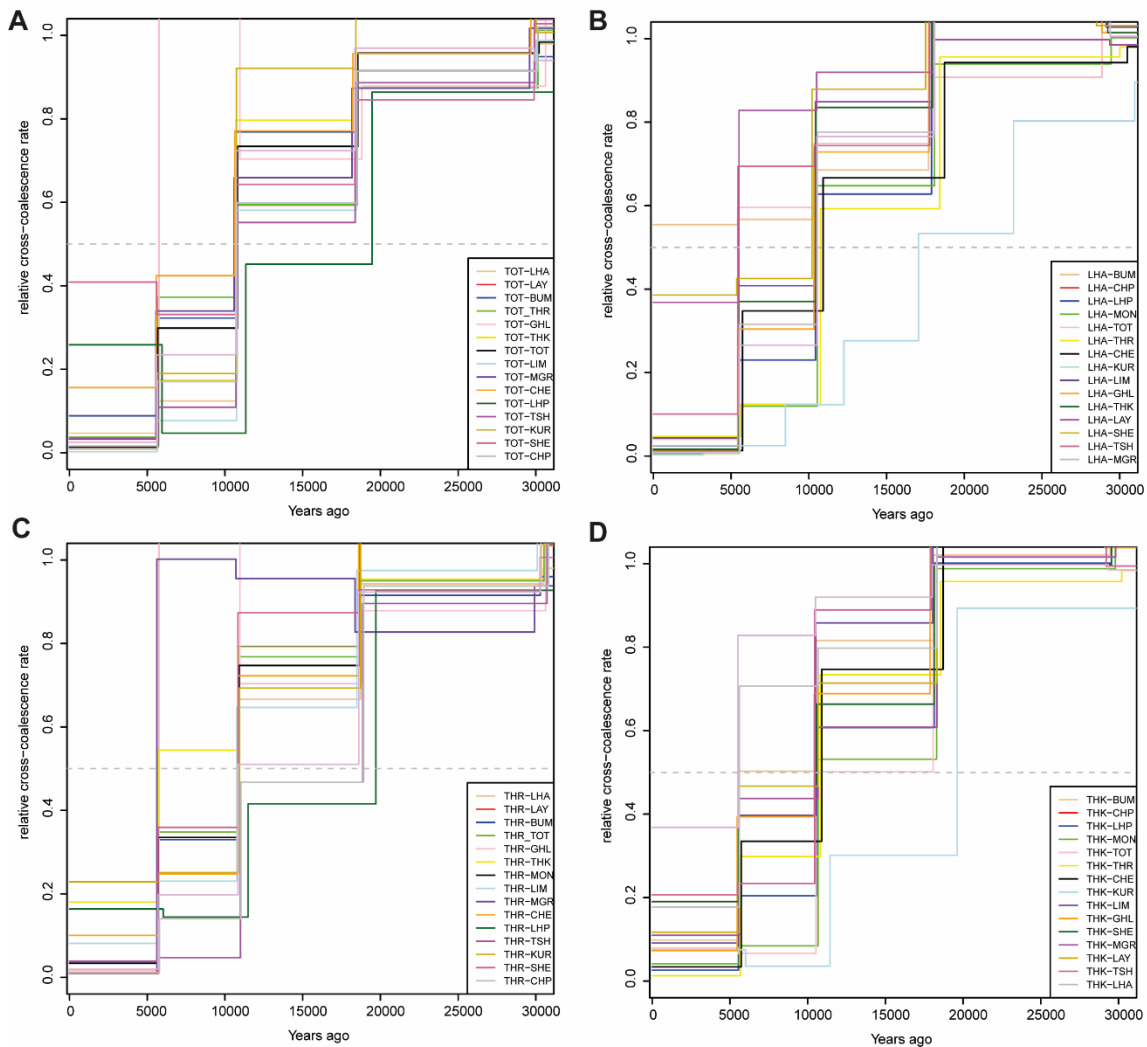 A
relative cross-coalescence rate
1.0
0.8
0.6
0.4
0.2
0.0
TOT-LHA
TOT-LAY
TOT-BUM
TOT_THR
TOT-GHL
TOT-THK
TOT-TOT
TOT-LIM
TOT-MGR
TOT-CHE
TOT-LHP
TOT-TSH
TOT-KUR
TOT-SHE
TOT-CHP
0 5000 10000 15000 20000 25000 30000
Years ago
B
relative cross-coalescence rate
1.0
0.8
0.6
0.4
0.2
0.0
LHA-BUM
LHA-CHP
LHA-LHP
LHA-MON
LHA-TOT
LHA-THR
LHA-CHE
LHA-KUR
LHA-LIM
LHA-GHL
LHA-THK
LHA-LAY
LHA-SHE
LHA-TSH
LHA-MGR
0 5000 10000 15000 20000 25000 30000
Years ago
C
relative cross-coalescence rate
1.0
0.8
0.6
0.4
0.2
0.0
THR-LHA
THR-LAY
THR-BUM
THR_TOT
THR-GHL
THR-THK
THR-MON
THR-LIM
THR-MGR
THR-CHE
THR-LHP
THR-TSH
THR-KUR
THR-SHE
THR-CHP
0 5000 10000 15000 20000 25000 30000
Years ago
D
relative cross-coalescence rate
1.0
0.8
0.6
0.4
0.2
0.0
THK-BUM
THK-CHP
THK-LHP
THK-MON
THK-TOT
THK-THR
THK-CHE
THK-KUR
THK-LIM
THK-GHL
THK-SHE
THK-MGR
THK-LAY
THK-TSH
THK-LHA
0 5000 10000 15000 20000 25000 30000
Years ago